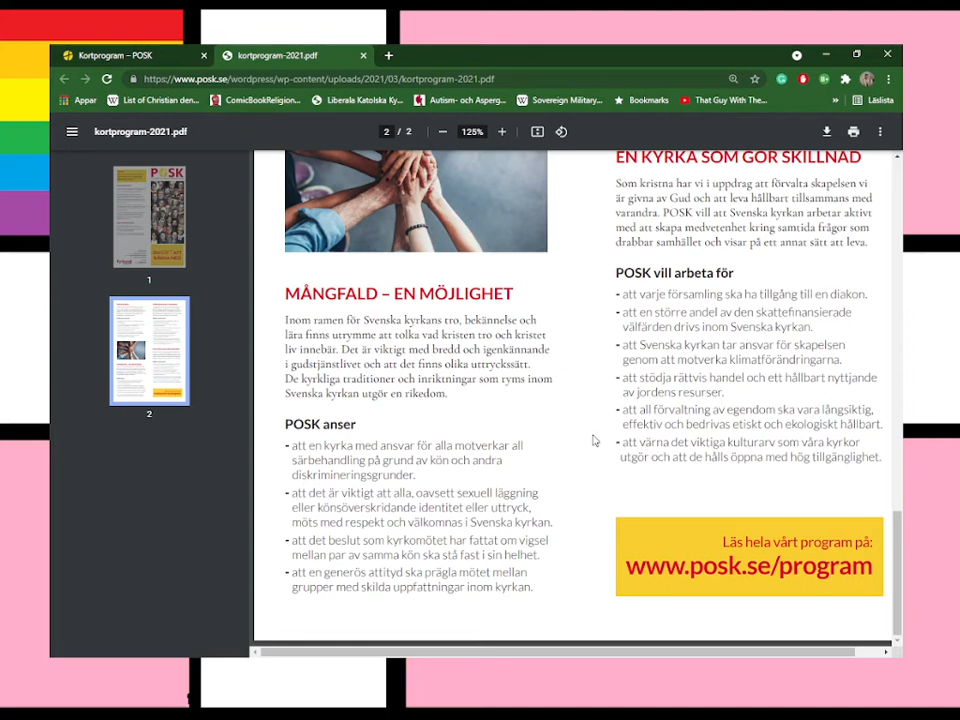 Kortprogram – POSK
kortprogram-2021.pdf
https://www.posk.se/wordpress/wp-content/uploads/2021/03/kortprogram-2021.pdf
Appar
List of Christian den...
ComicBookReligion...
Liberala Katolska Ky...
Autism- och Asperg...
Sovereign Military...
Bookmarks
That Guy With The...
»
Läslista
kortprogram-2021.pdf
2 / 2
125%
POSK
1
2
MÅNGFALD – EN MÖJLIGHET
Inom ramen för Svenska kyrkans tro, bekännelse och
lära finns utrymme att tolka vad kristen tro och kristet
liv innebär. Det är viktigt med bredd och igenkännande
i gudstjänstlivet och att det finns olika uttryckssätt.
De kyrkliga traditioner och inriktningar som ryms inom
Svenska kyrkan utgör en rikedom.
POSK anser
- att en kyrka med ansvar för alla motverkar all
särbehandling på grund av kön och andra
diskrimineringsgrunder.
- att det är viktigt att alla, oavsett sexuell läggning
eller könsöverskridande identitet eller uttryck,
möts med respekt och välkomnas i Svenska kyrkan.
- att det beslut som kyrkomötet har fattat om vigsel
mellan par av samma kön ska stå fast i sin helhet.
- att en generös attityd ska prägla mötet mellan
grupper med skilda uppfattningar inom kyrkan.
EN KYRKA SOM GÖR SKILLNAD
Som kristna har vi i uppdrag att förvalta skapelsen vi
är givna av Gud och att leva hållbart tillsammans med
varandra. POSK vill att Svenska kyrkan arbetar aktivt
med att skapa medvetenhet kring samtida frågor som
drabbar samhället och visar på ett annat sätt att leva.
POSK vill arbeta för
- att varje församling ska ha tillgång till en diakon.
- att en större andel av den skattefinansierade
välfärden drivs inom Svenska kyrkan.
- att Svenska kyrkan tar ansvar för skapelsen
genom att motverka klimatförändringarna.
- att stödja rättvis handel och ett hållbart nyttjande
av jordens resurser.
- att all förvaltning av egendom ska vara långsiktig,
effektiv och bedrivas etiskt och ekologiskt hållbart.
- att värna det viktiga kulturarv som våra kyrkor
utgör och att de hålls öppna med hög tillgänglighet.
Läs hela vårt program på:
www.posk.se/program